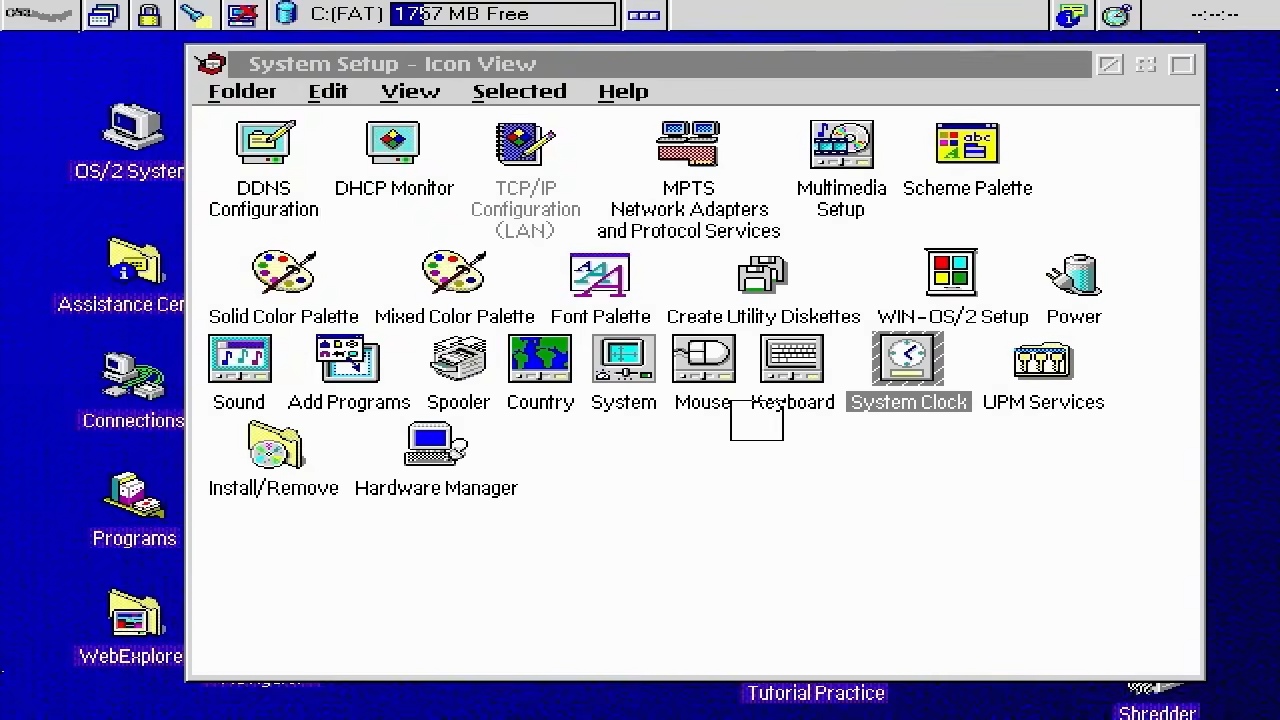 C:(FAT) 1757 MB Free
--:--:--
System Setup - Icon View
Folder Edit View Selected Help
OS/2 System
DDNS
Configuration
DHCP Monitor
TCP/IP
Configuration
(LAN)
MPTS
Network Adapters
and Protocol Services
Multimedia
Setup
Scheme Palette
Assistance Cen
Solid Color Palette
Mixed Color Palette
Font Palette
Create Utility Diskettes
WIN-OS/2 Setup
Power
Connections
Sound
Add Programs
Spooler
Country
System
Mouse
Keyboard
System Clock
UPM Services
Install/Remove
Hardware Manager
Programs
WebExplore
Tutorial Practice
Shredder